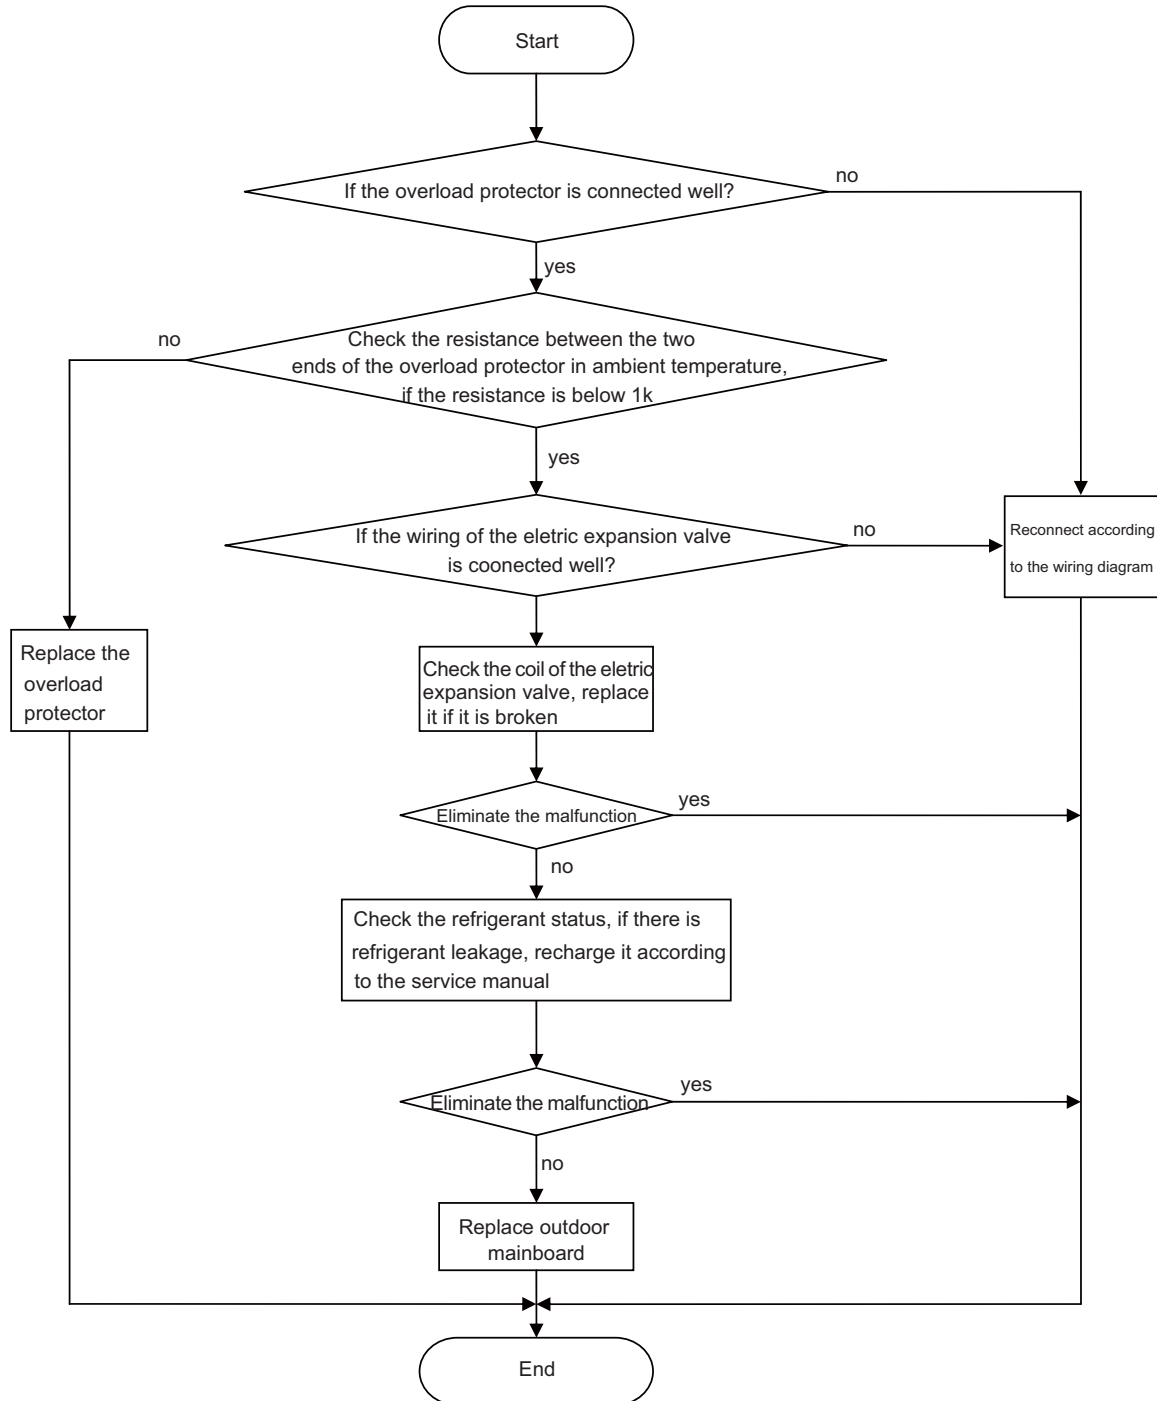 Start
If the overload protector is connected well?
no
yes
no
Check the resistance between the two
ends of the overload protector in ambient temperature,
if the resistance is below 1k
yes
If the wiring of the eletric expansion valve
is coonected well?
no
Reconnect according
to the wiring diagram
Replace the
overload
protector
Check the coil of the eletric
expansion valve, replace
it if it is broken
Eliminate the malfunction
yes
no
Check the refrigerant status, if there is
refrigerant leakage, recharge it according
to the service manual
Eliminate the malfunction
yes
no
Replace outdoor
mainboard
End